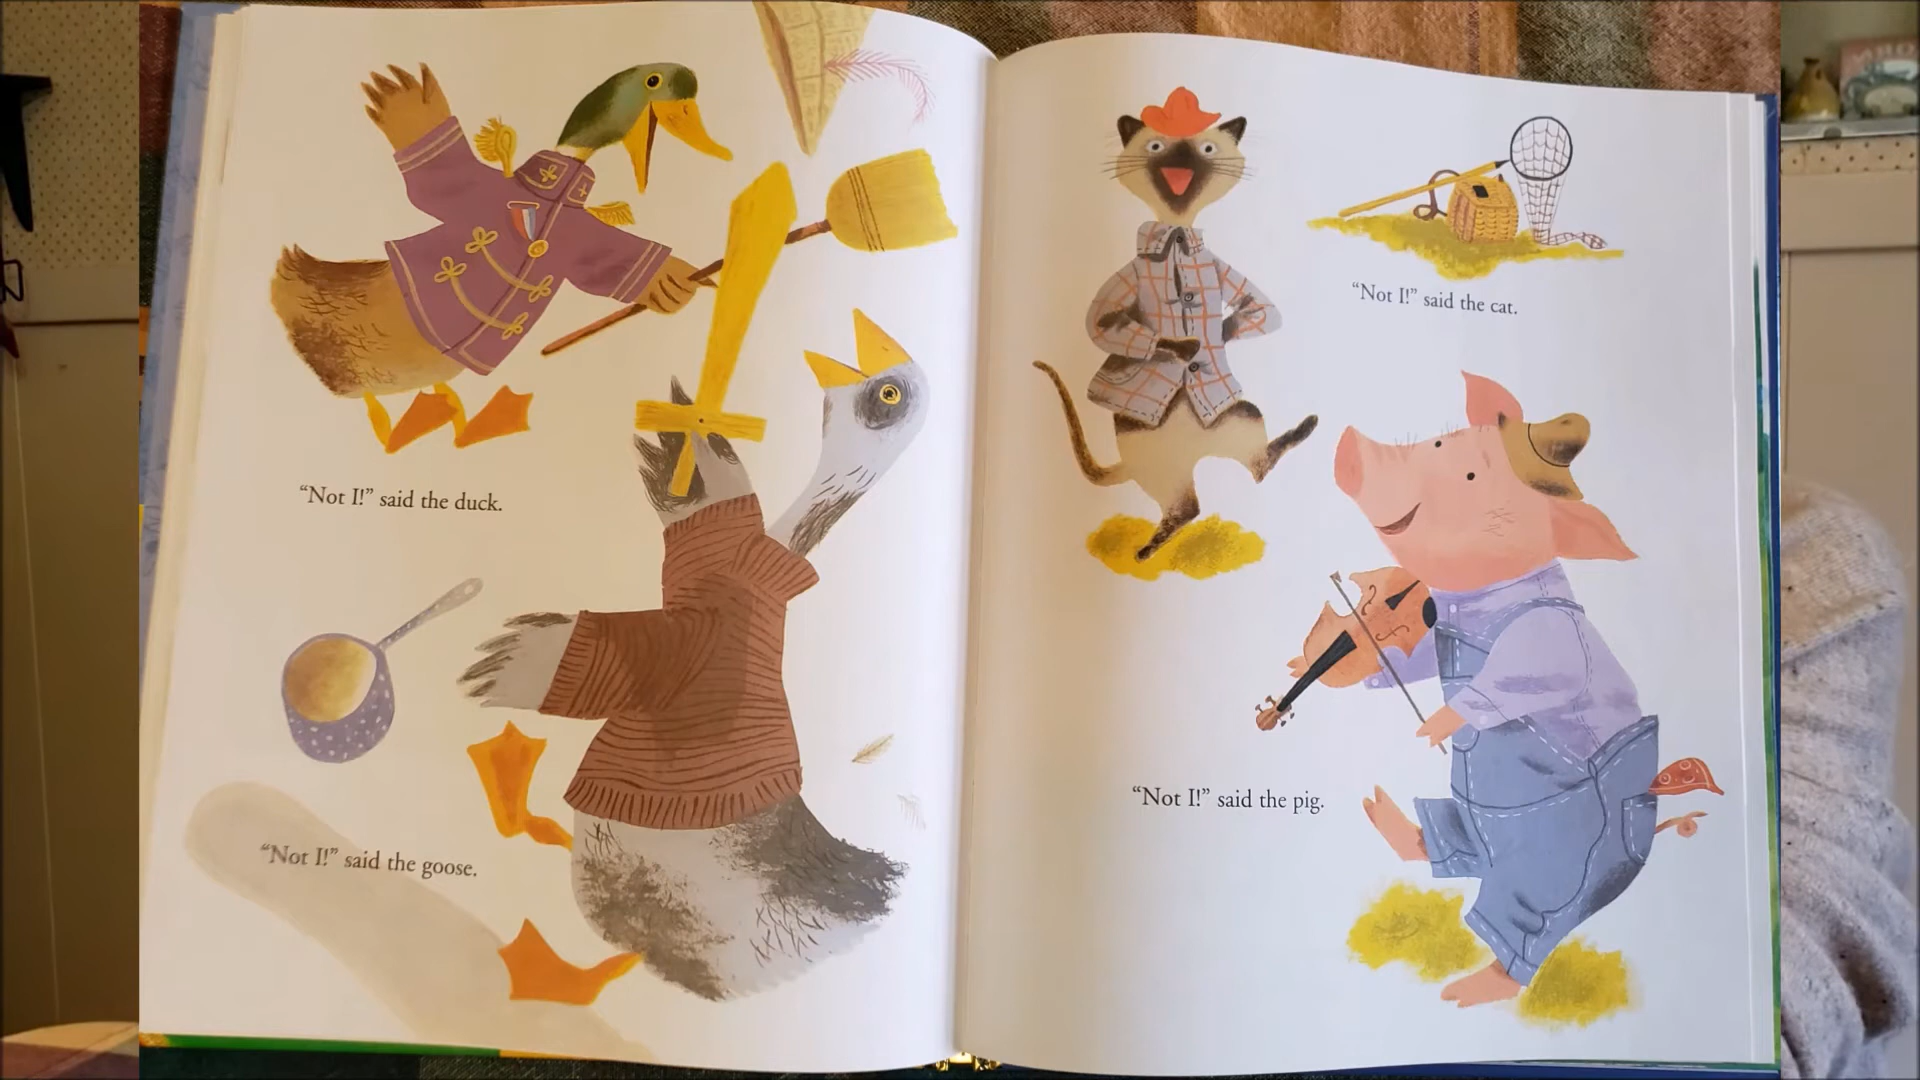 “Not I!” said the duck.
“Not I!” said the goose.
“Not I!” said the cat.
“Not I!” said the pig.